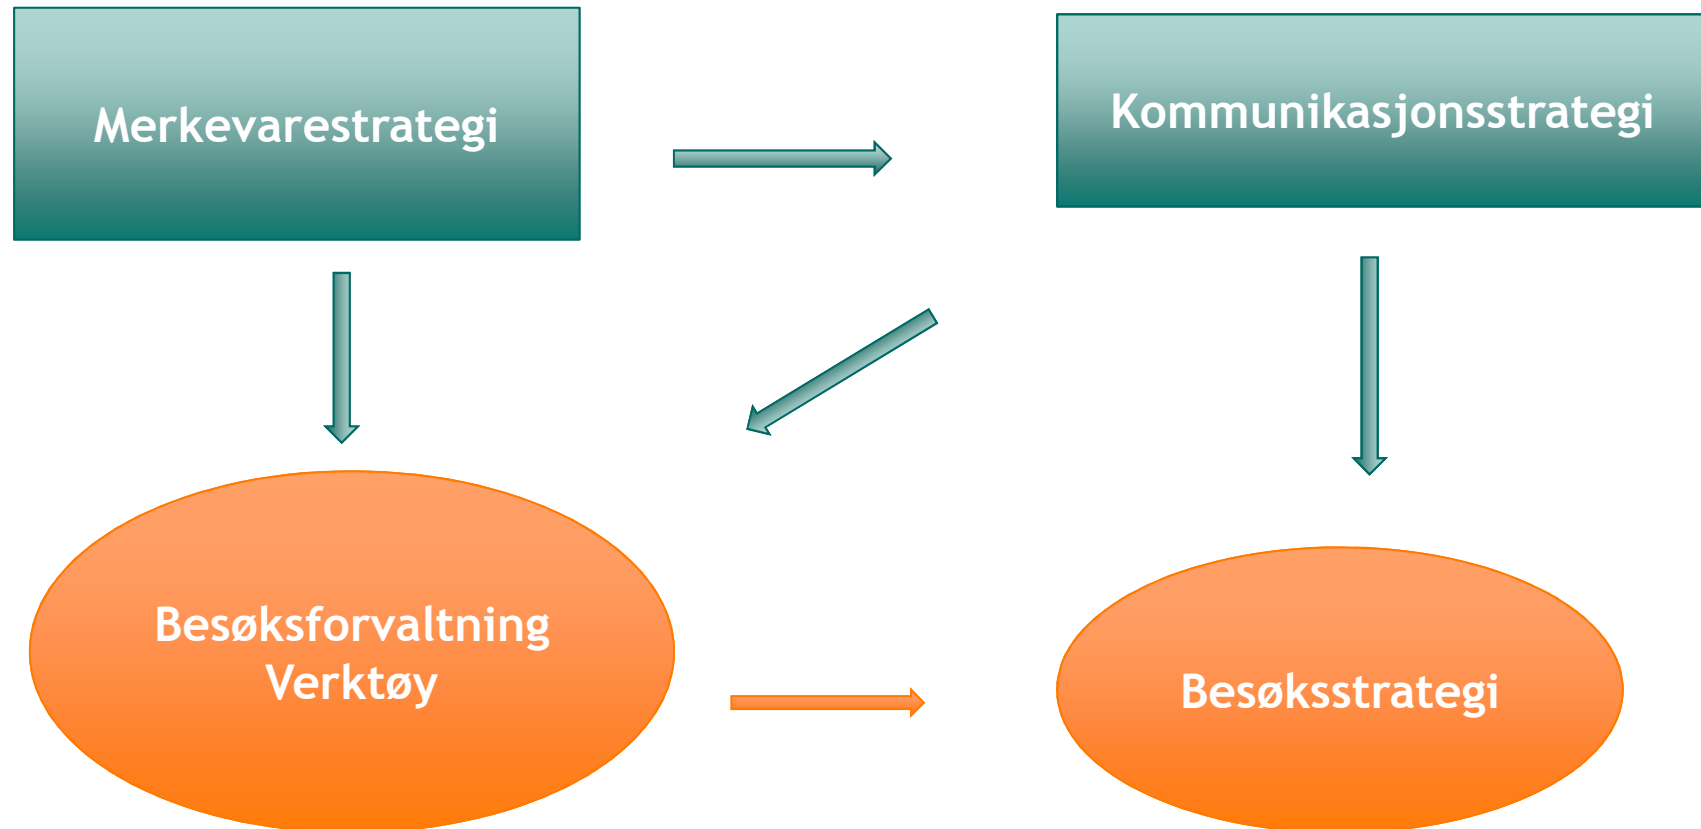 Merkevarestrategi
Kommunikasjonsstrategi
Besøksforvaltning
Verktøy
Besøksstrategi